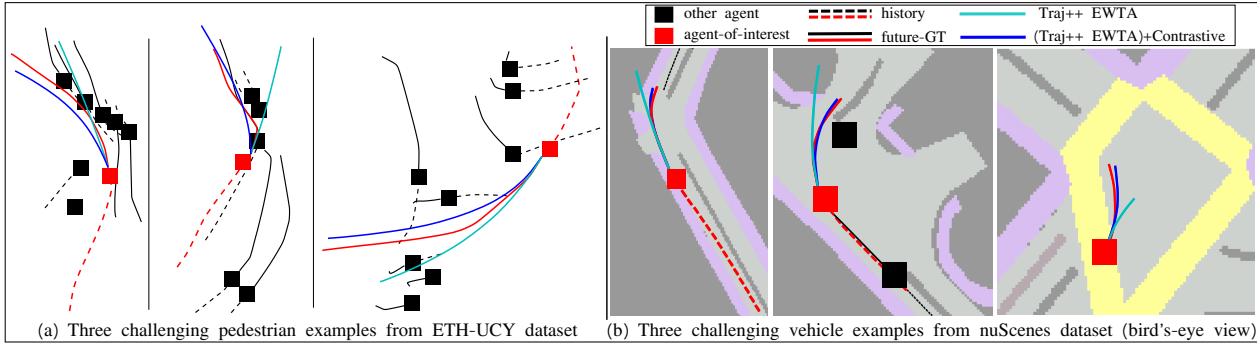 other agent
history
Traj++ EWTA
agent-of-interest
future-GT
(Traj++ EWTA)+Contrastive
(a) Three challenging pedestrian examples from ETH-UCY dataset
(b) Three challenging vehicle examples from nuScenes dataset (bird's-eye view)